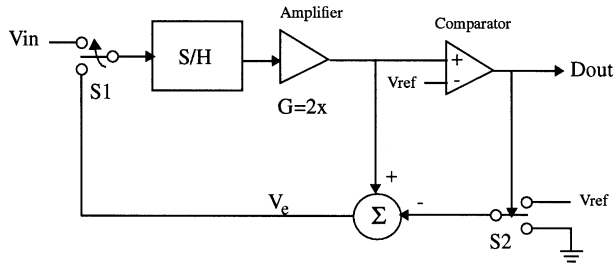 Amplifier
Comparator
Vin
S/H
+
Dout
Vref
-
S1
G=2x
+
Ve
Σ
-
Vref
S2